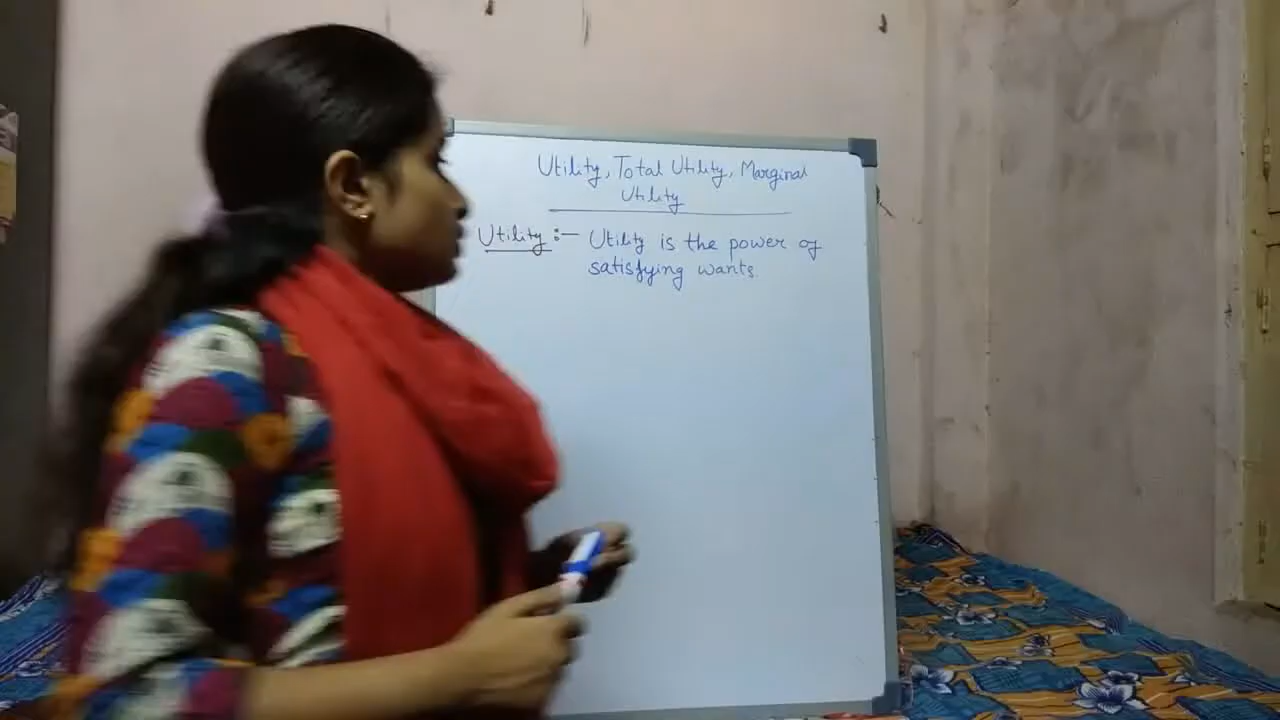 Utility, Total Utility, Marginal
Utility
Utility :- Utility is the power of
satisfying wants.